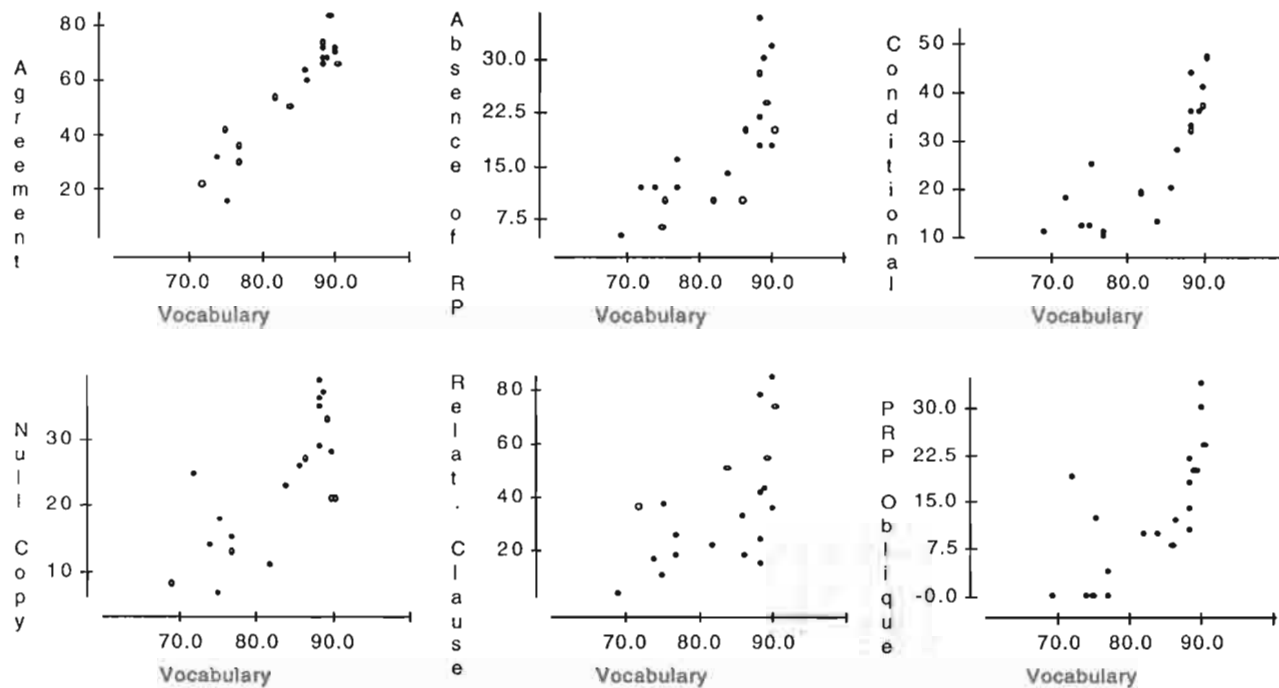 Agreement
80
60
40
20
70.0 80.0 90.0
Vocabulary
Absence of RP
30.0
22.5
15.0
7.5
70.0 80.0 90.0
Vocabulary
Conditional
50
40
30
20
10
70.0 80.0 90.0
Vocabulary
Null Copy
30
20
10
70.0 80.0 90.0
Vocabulary
Relat. Clause
80
60
40
20
70.0 80.0 90.0
Vocabulary
PRP Oblique
30.0
22.5
15.0
7.5
-0.0
70.0 80.0 90.0
Vocabulary